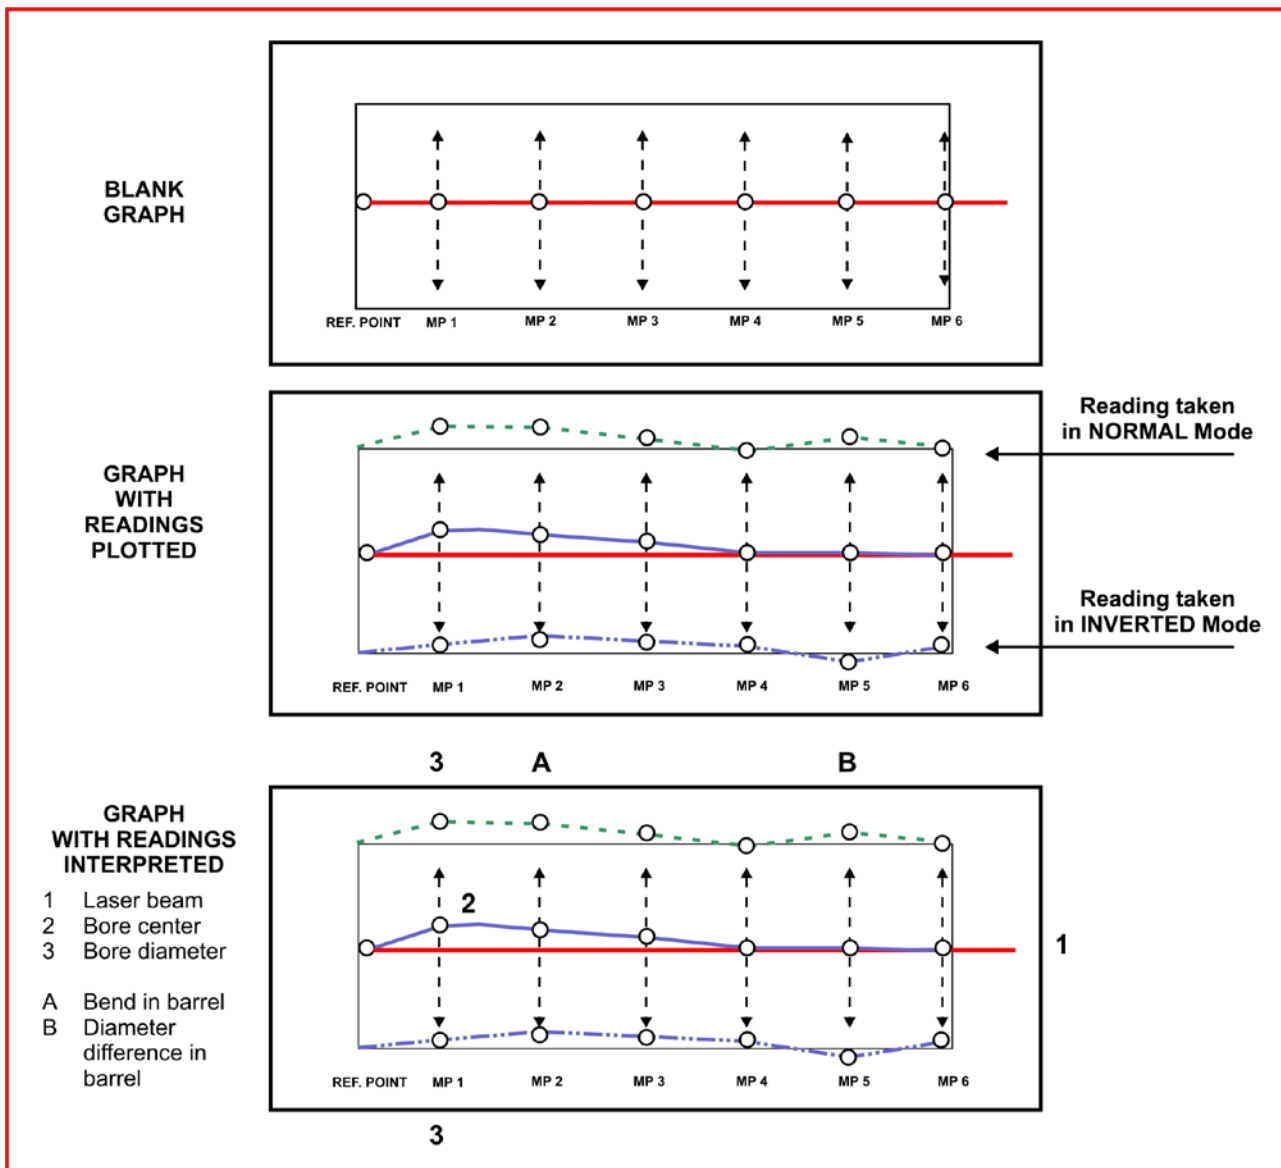 BLANK
GRAPH
REF. POINT MP 1 MP 2 MP 3 MP 4 MP 5 MP 6
GRAPH
WITH
READINGS
PLOTTED
Reading taken
in NORMAL Mode
Reading taken
in INVERTED Mode
REF. POINT MP 1 MP 2 MP 3 MP 4 MP 5 MP 6
3 A B
GRAPH
WITH READINGS
INTERPRETED
1 Laser beam
2 Bore center
3 Bore diameter
A Bend in barrel
B Diameter
difference in
barrel
2
1
REF. POINT MP 1 MP 2 MP 3 MP 4 MP 5 MP 6
3